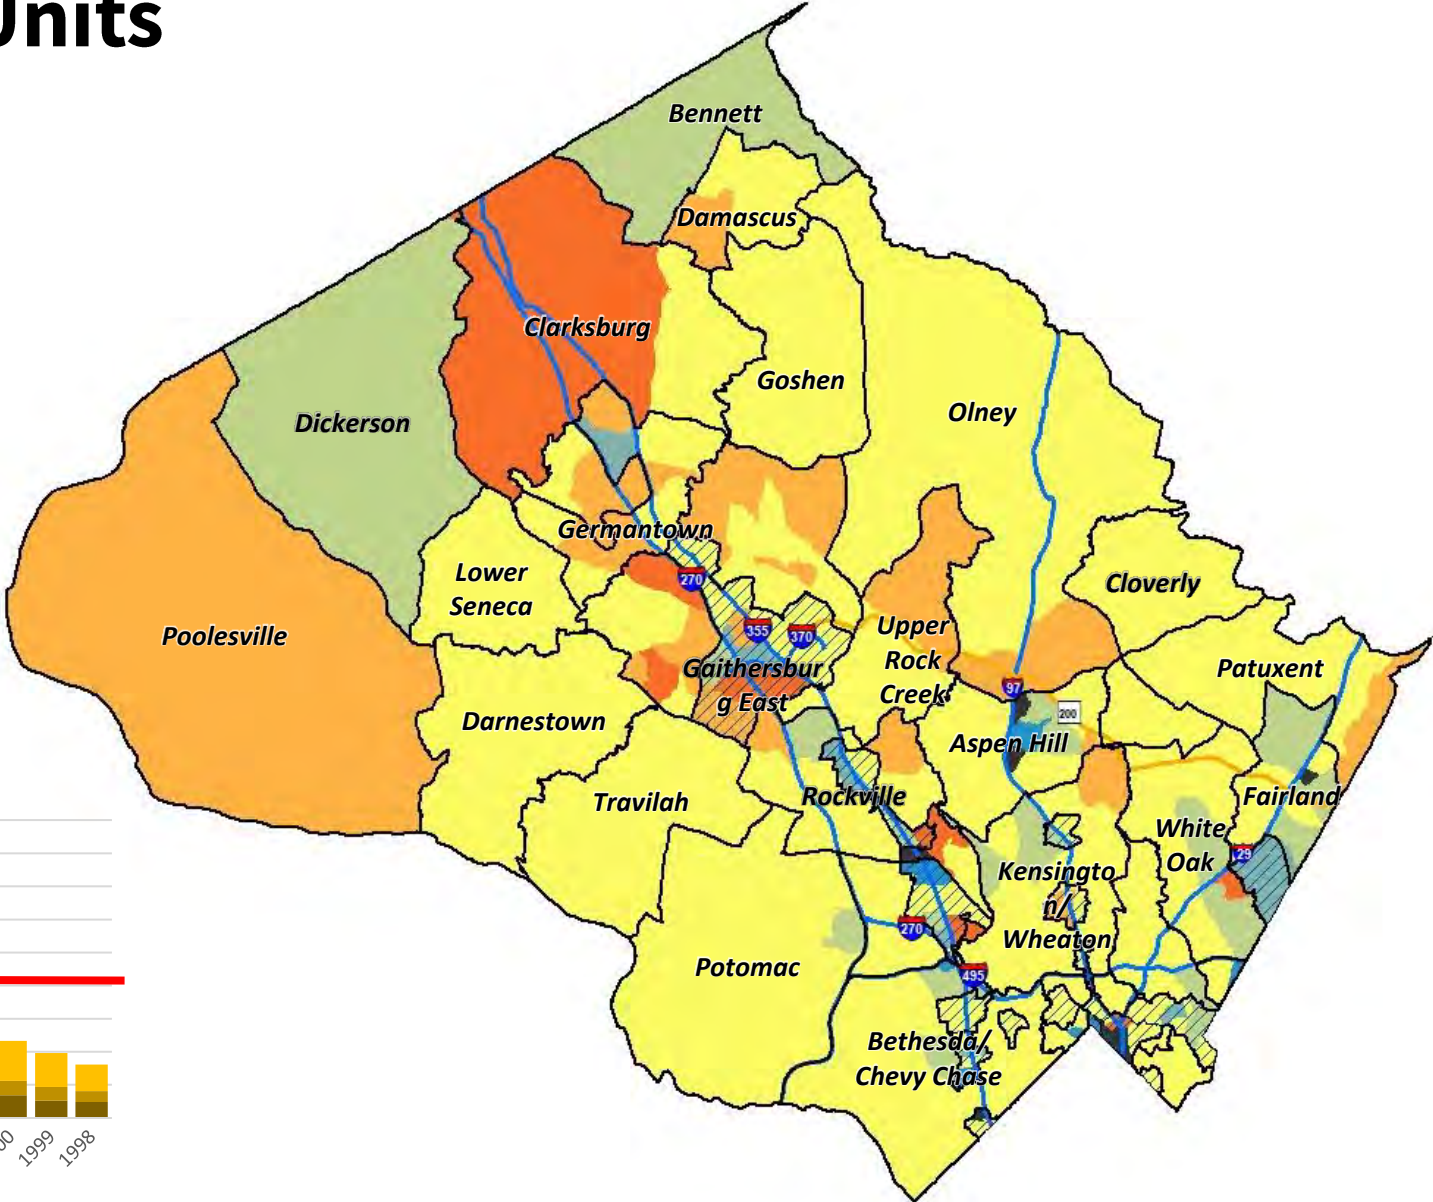 Units
Bennett
Damascus
Clarksburg
Goshen
Dickerson
Olney
Germantown
270
Lower
Seneca
Cloverly
Poolesville
355
370
Upper
Rock
Creek
Gaithersbur
g East
Patuxent
97
200
Darnestown
Aspen Hill
Travilah
Rockville
Fairland
White
Oak
29
Kensingto
n/
Wheaton
270
Potomac
495
Bethesda/
Chevy Chase
00
1999
1998